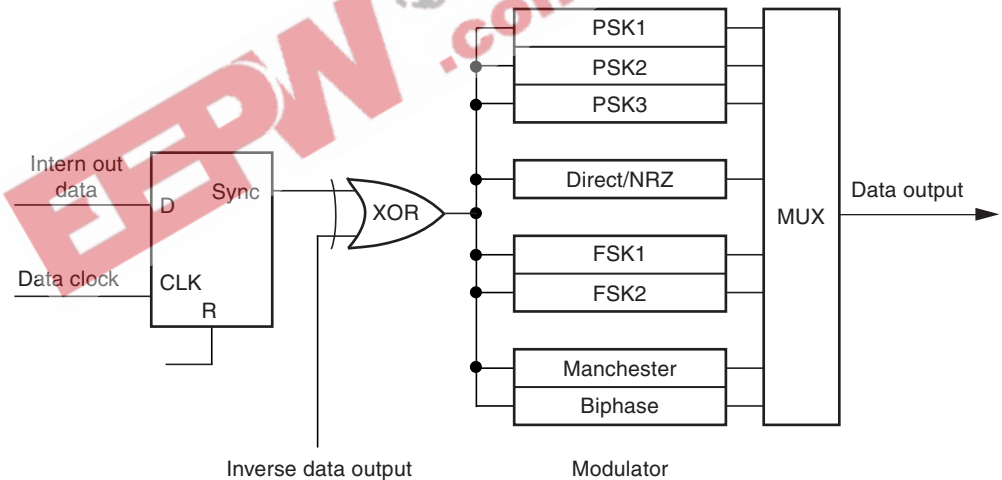 EEPW
.com
PSK1
PSK2
PSK3
Direct/NRZ
FSK1
FSK2
Manchester
Biphase
MUX
Data output
Intern out
data
D
Sync
Data clock
CLK
R
XOR
Inverse data output
Modulator